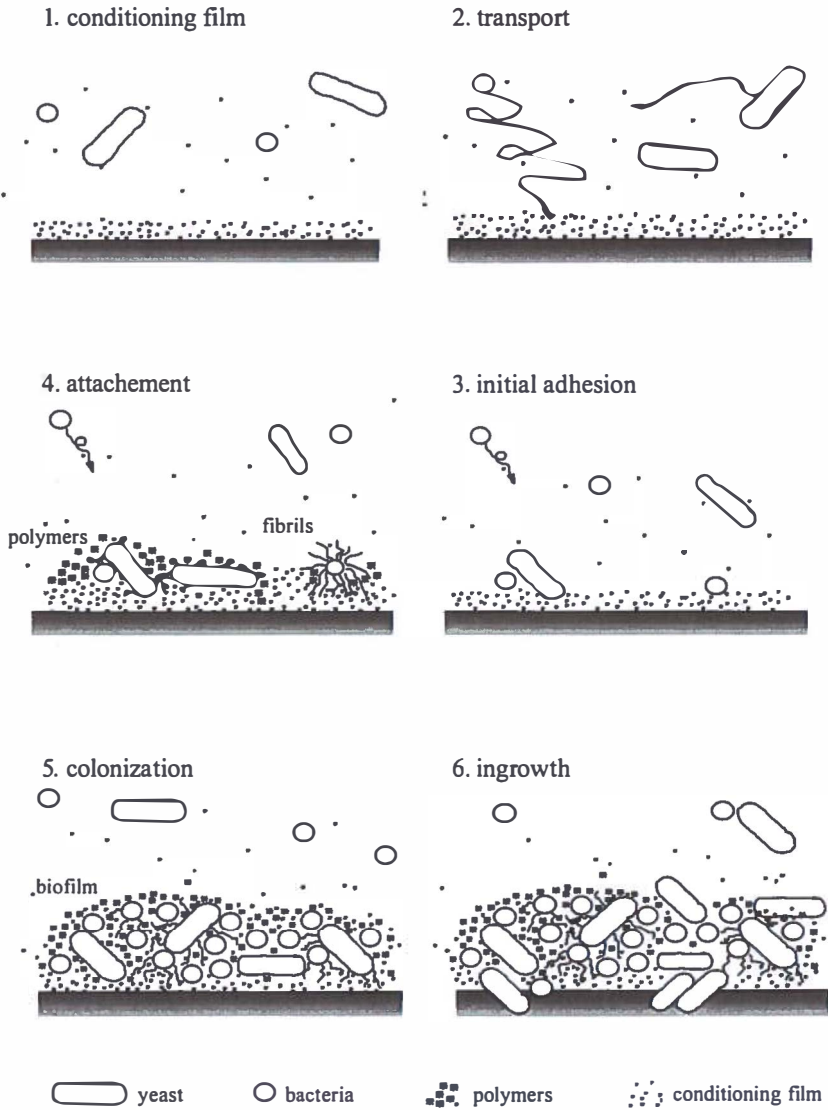 1. conditioning film
2. transport
4. attachement
3. initial adhesion
polymers
fibrils
5. colonization
6. ingrowth
biofilm
yeast
bacteria
polymers
conditioning film